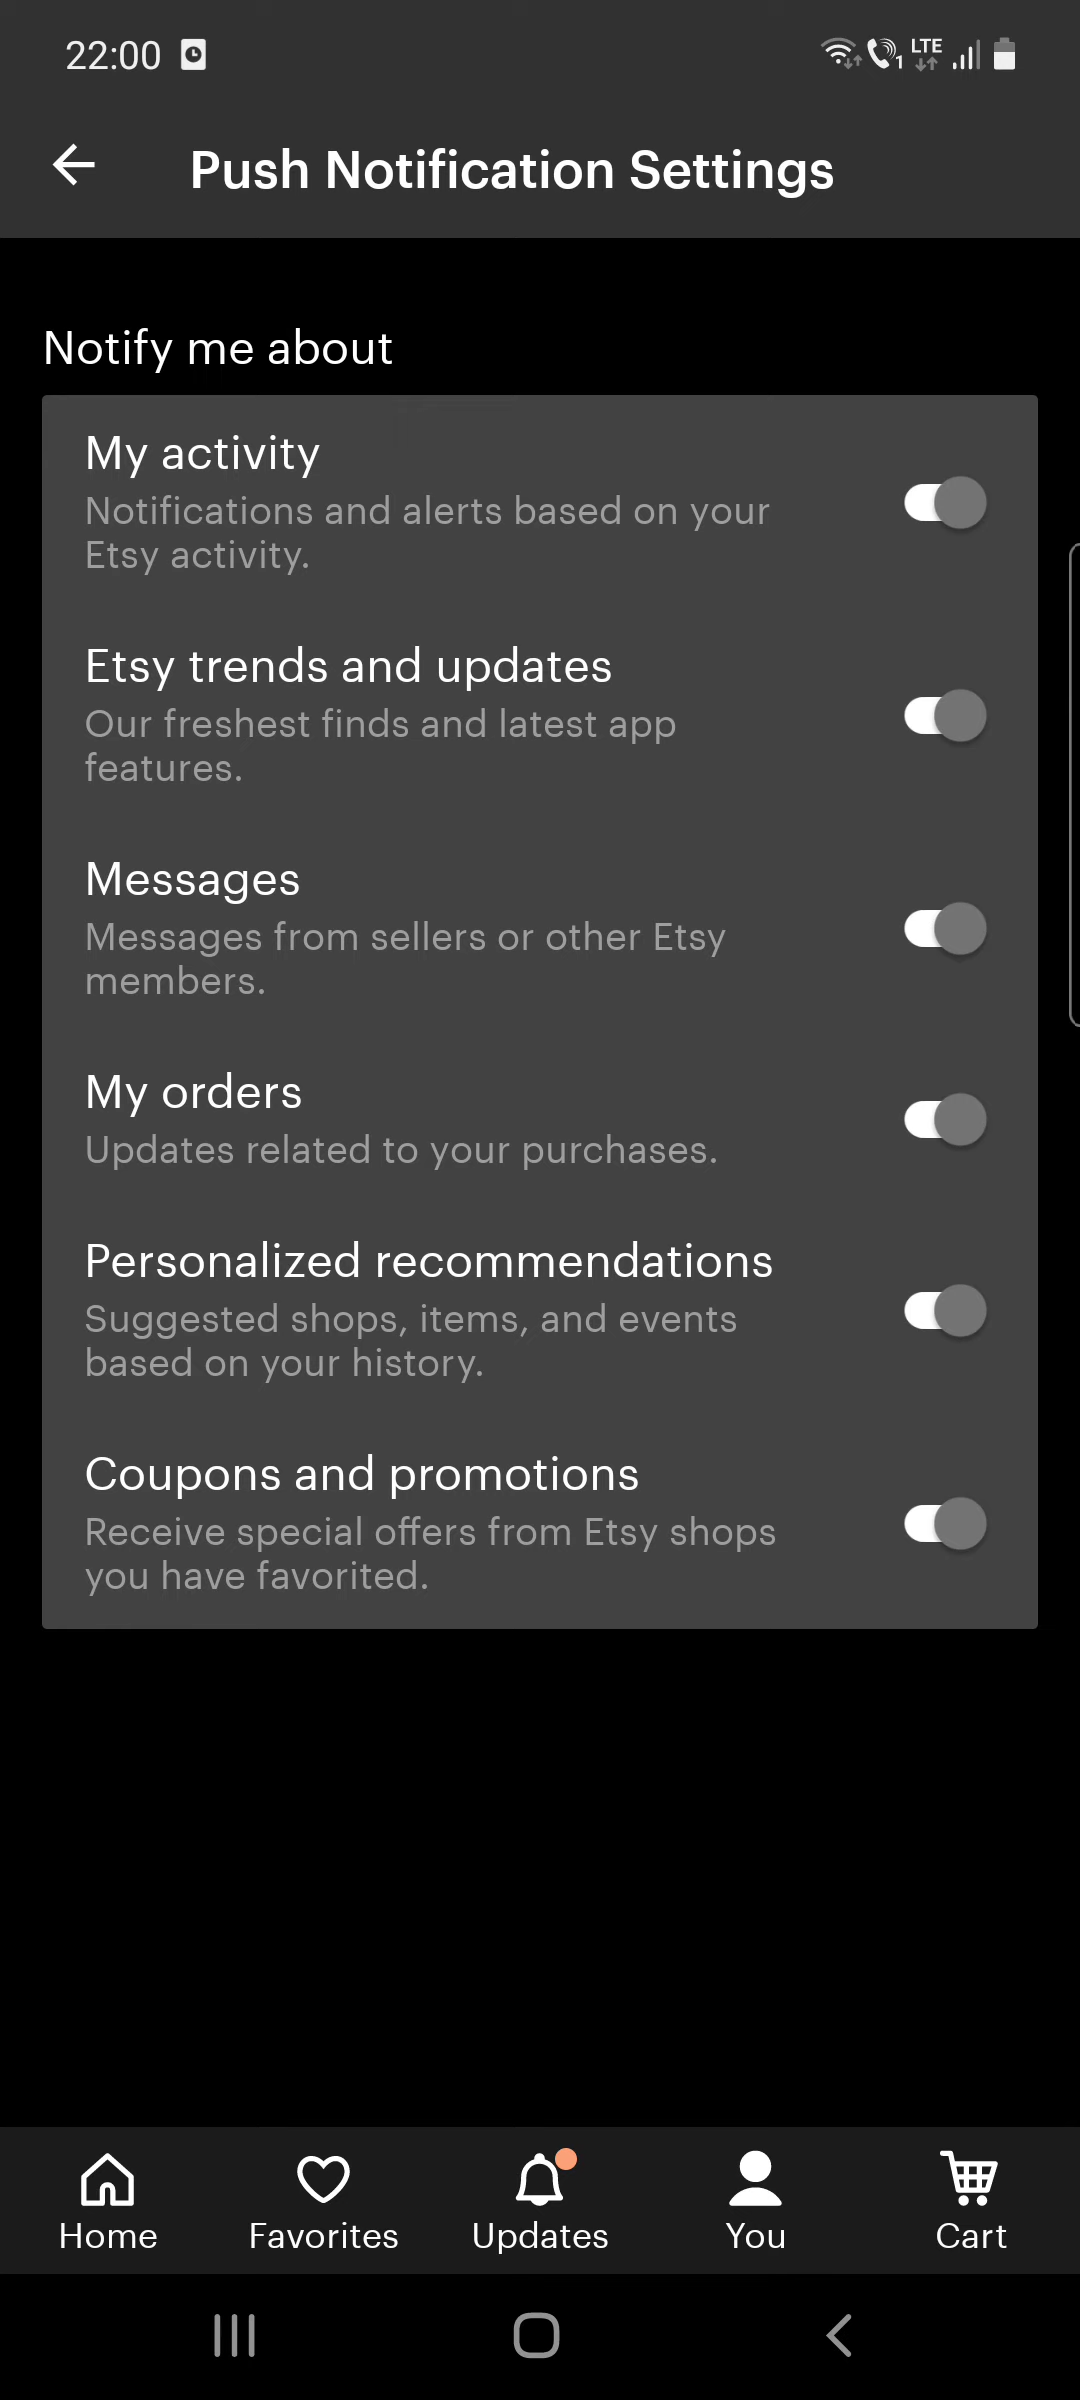 22:00
1
LTE
Push Notification Settings
Notify me about
My activity
Notifications and alerts based on your
Etsy activity.
Etsy trends and updates
Our freshest finds and latest app
features.
Messages
Messages from sellers or other Etsy
members.
My orders
Updates related to your purchases.
Personalized recommendations
Suggested shops, items, and events
based on your history.
Coupons and promotions
Receive special offers from Etsy shops
you have favorited.
Home
Favorites
Updates
You
Cart